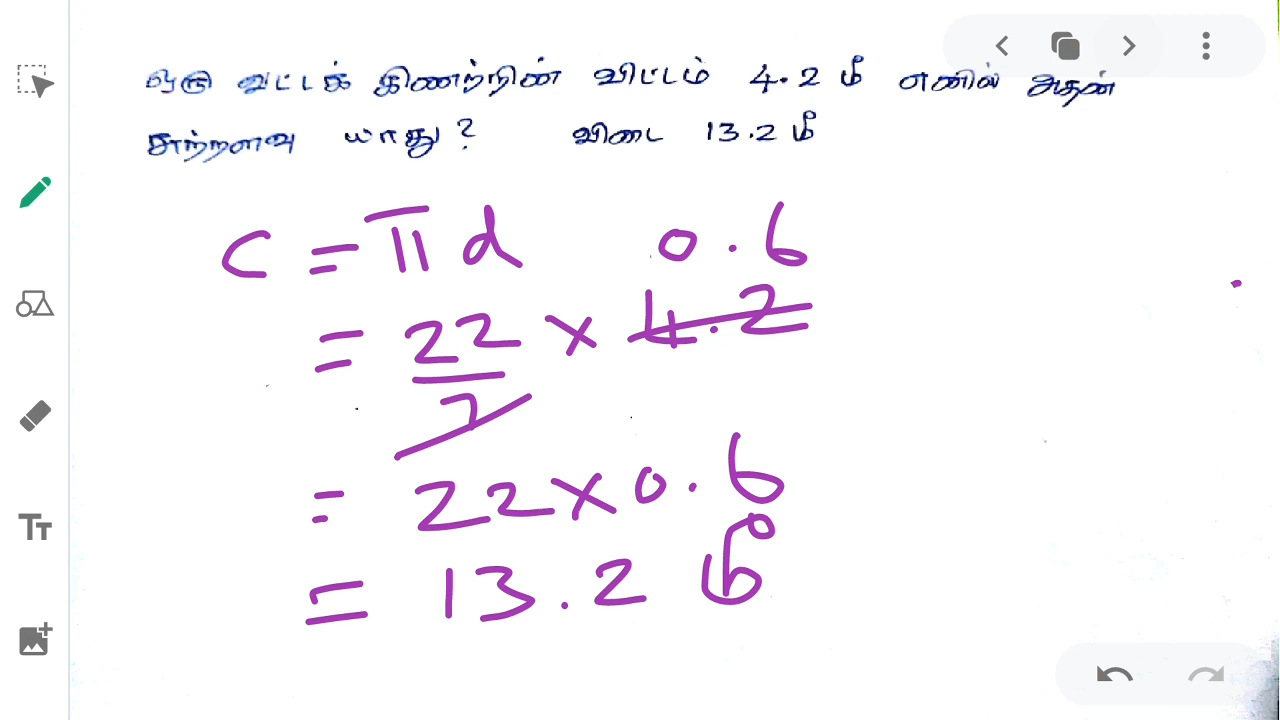 ஒரு வட்டக் கிணற்றின் விட்டம் 4.2 மீ எனில் அதன்
சுற்றளவு யாது? விடை 13.2 மீ
C = π d
0.6
= 22/7 × 4.2
= 22 × 0.6
= 13.2 மீ
Tт